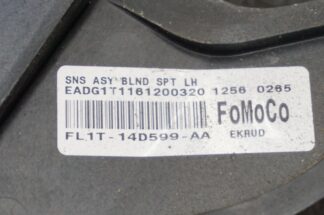 SNS ASY BLND SPT LH
EADG1T1161200320 1256 0265
FoMoCo
FL1T-14D599-AA EKRUD